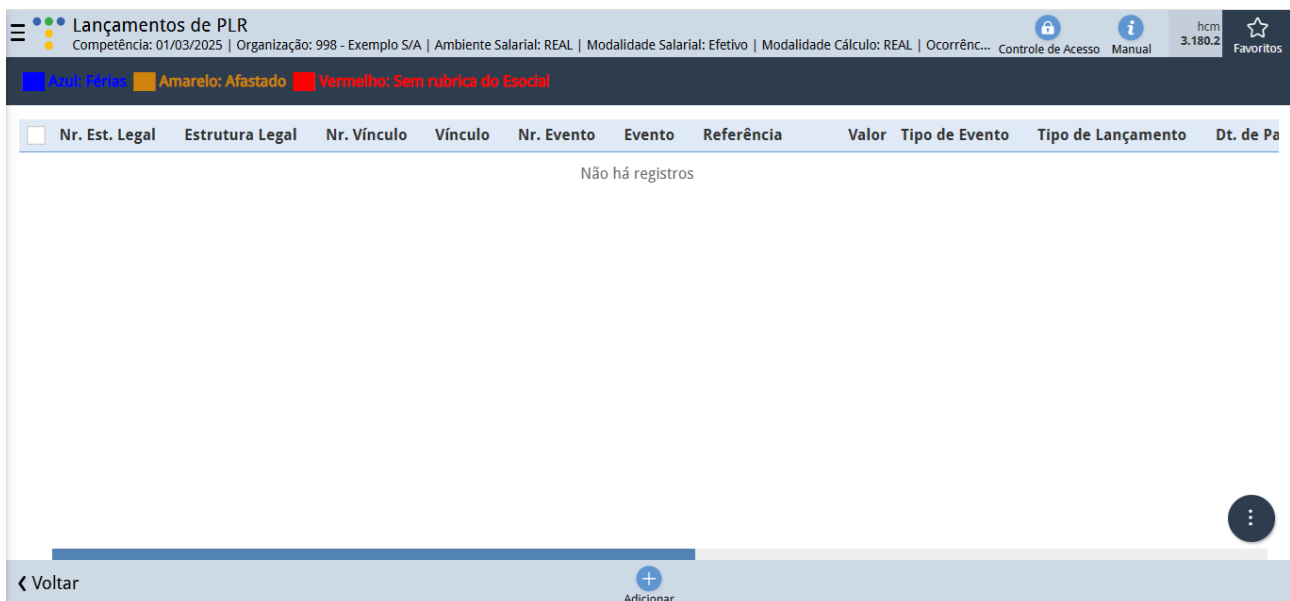 Lançamentos de PLR
Competência: 01/03/2025 | Organização: 998 - Exemplo S/A | Ambiente Salarial: REAL | Modalidade Salarial: Efetivo | Modalidade Cálculo: REAL | Ocorrênc...
Controle de Acesso
Manual
hcm
3.180.2
Favoritos
Azul: Férias Amarelo: Afastado Vermelho: Sem rubrica do Esocial
Nr. Est. Legal Estrutura Legal Nr. Vínculo Vínculo Nr. Evento Evento Referência Valor Tipo de Evento Tipo de Lançamento Dt. de Pa
Não há registros
Voltar
Adicionar